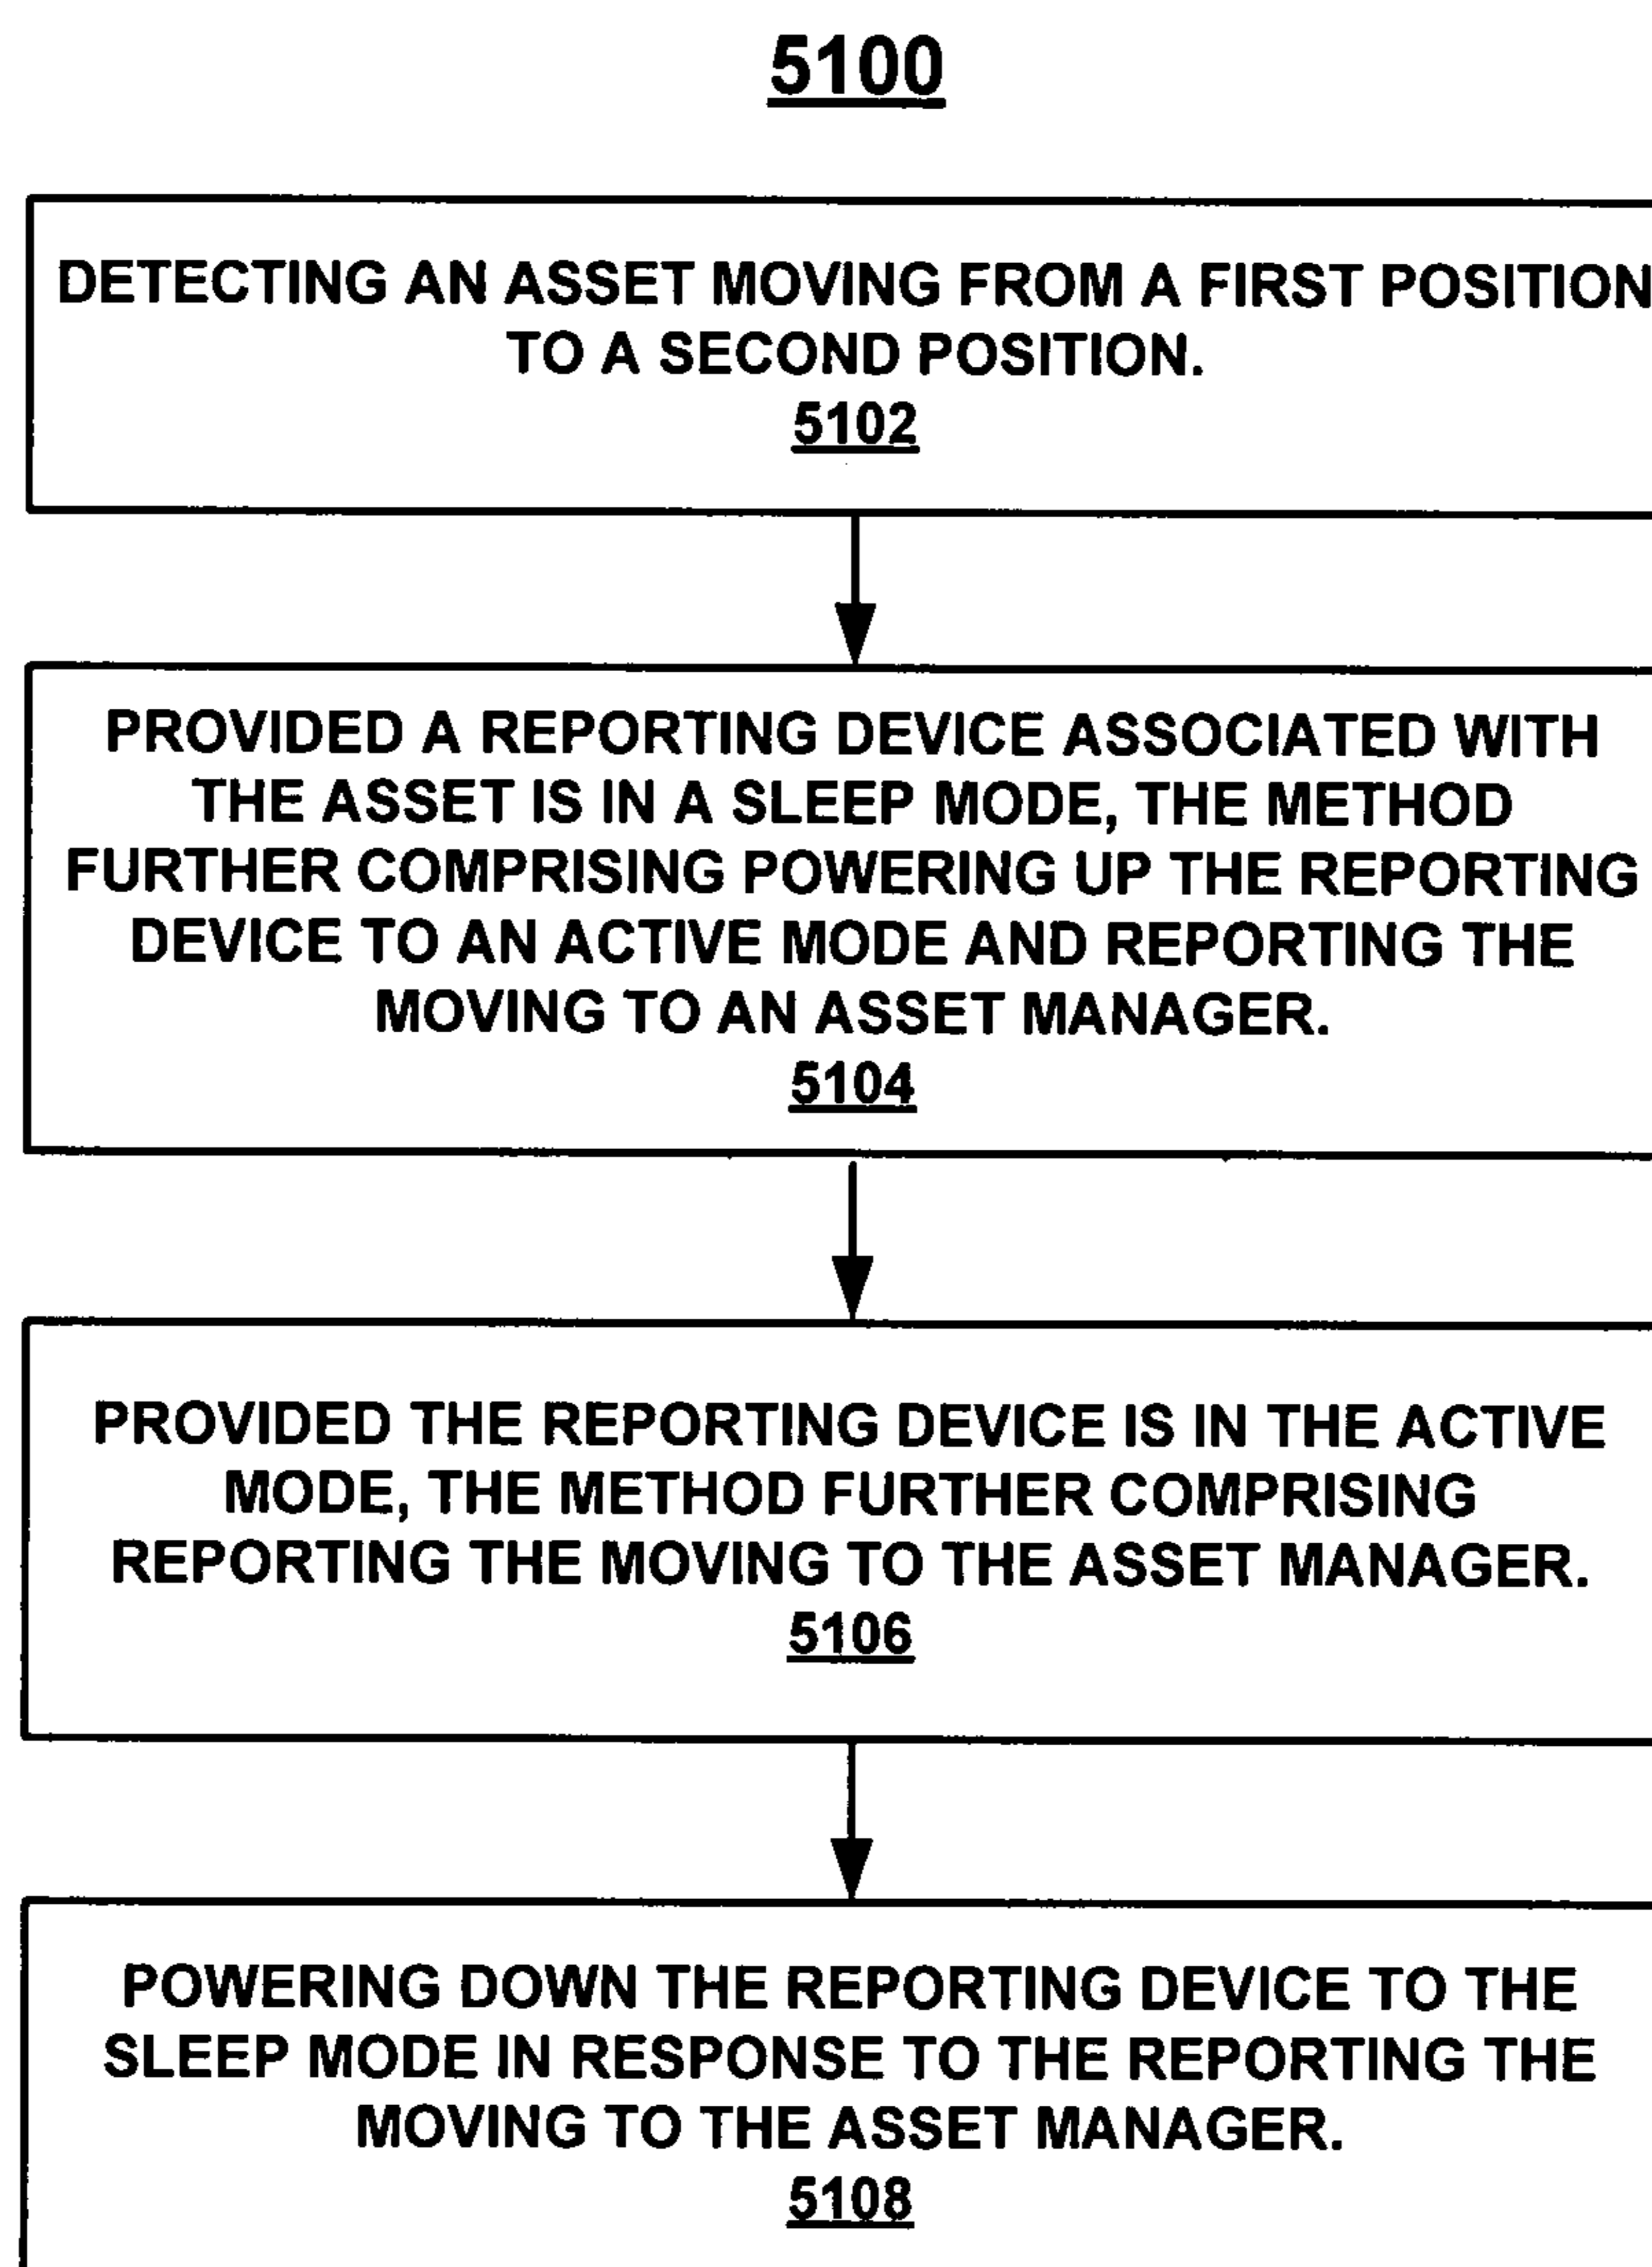 5100
DETECTING AN ASSET MOVING FROM A FIRST POSITION
TO A SECOND POSITION.
5102
PROVIDED A REPORTING DEVICE ASSOCIATED WITH
THE ASSET IS IN A SLEEP MODE, THE METHOD
FURTHER COMPRISING POWERING UP THE REPORTING
DEVICE TO AN ACTIVE MODE AND REPORTING THE
MOVING TO AN ASSET MANAGER.
5104
PROVIDED THE REPORTING DEVICE IS IN THE ACTIVE
MODE, THE METHOD FURTHER COMPRISING
REPORTING THE MOVING TO THE ASSET MANAGER.
5106
POWERING DOWN THE REPORTING DEVICE TO THE
SLEEP MODE IN RESPONSE TO THE REPORTING THE
MOVING TO THE ASSET MANAGER.
5108